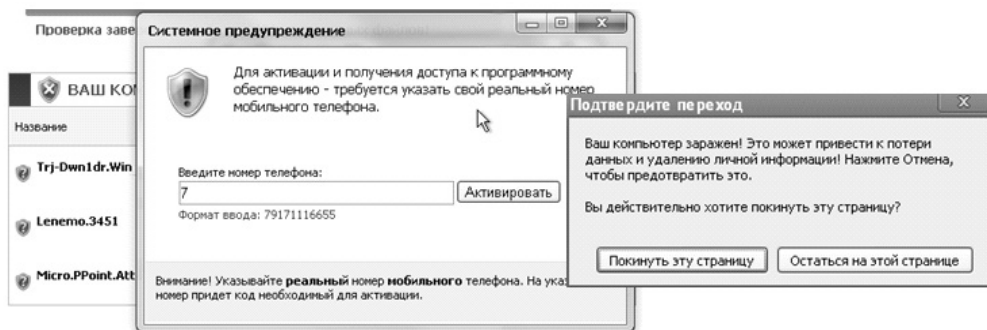 Проверка заве
ВАШ КО
Название
Trj-Dwn1dr.Win
Lenemo.3451
Micro.PPoint.Att
Системное предупреждение
Для активации и получения доступа к программному
обеспечению - требуется указать свой реальный номер
мобильного телефона.
Введите номер телефона:
7
Активировать
Формат ввода: 79171116655
Внимание! Указывайте реальный номер мобильного телефона. На указ
номер придет код необходимый для активации.
Подтвердите переход
Ваш компьютер заражен! Это может привести к потери
данных и удалению личной информации! Нажмите Отмена,
чтобы предотвратить это.
Вы действительно хотите покинуть эту страницу?
Покинуть эту страницу
Остаться на этой странице